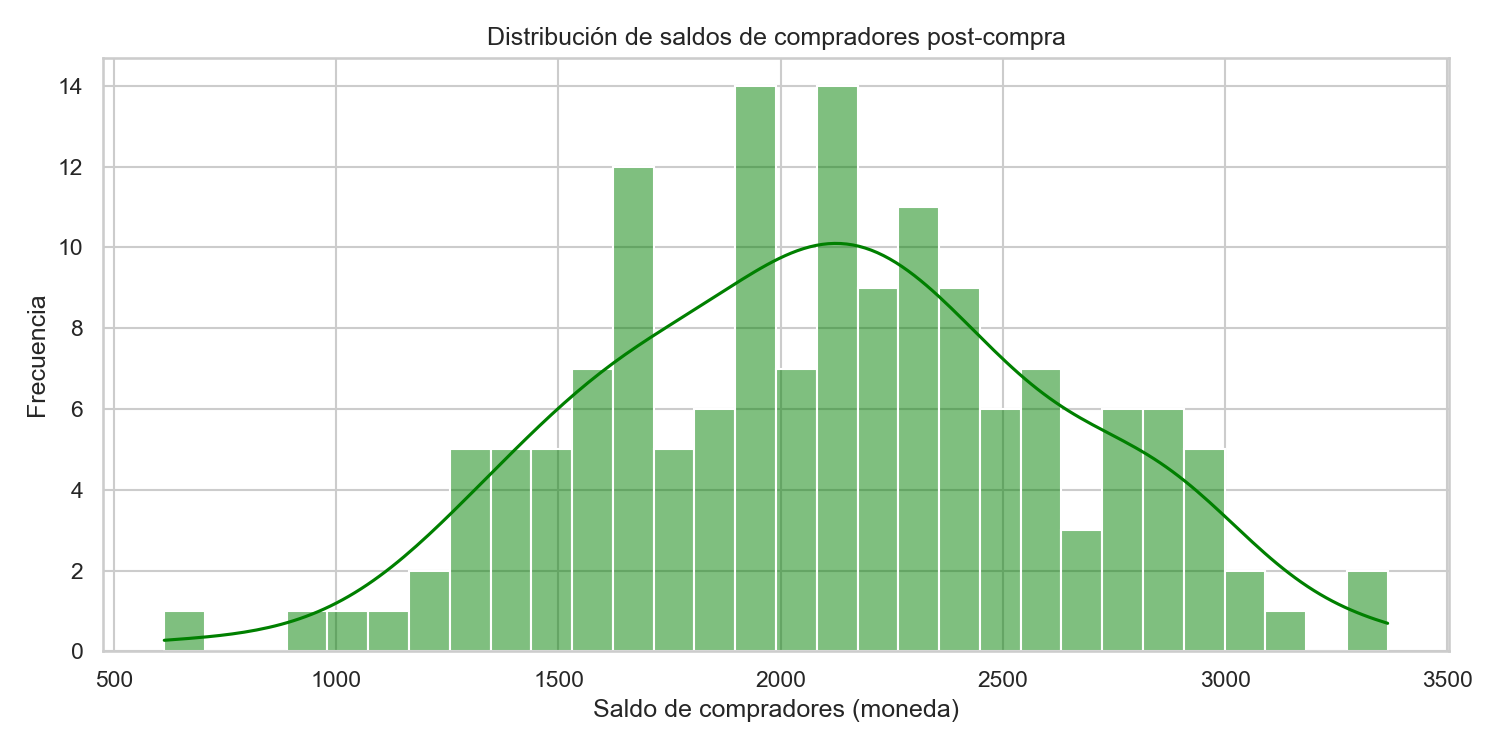 Distribución de saldos de compradores post-compra
14
12
10
8
6
4
2
0
Frecuencia
500 1000 1500 2000 2500 3000 3500
Saldo de compradores (moneda)